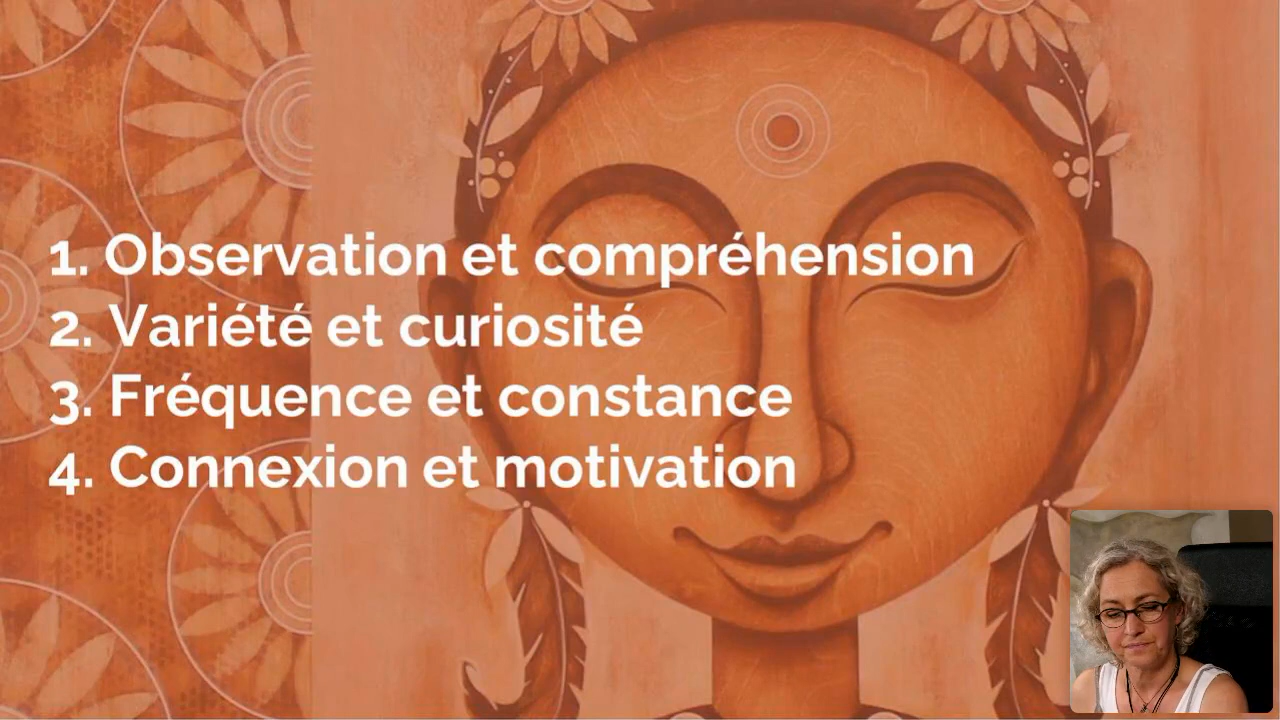 1. Observation et compréhension
2. Variété et curiosité
3. Fréquence et constance
4. Connexion et motivation